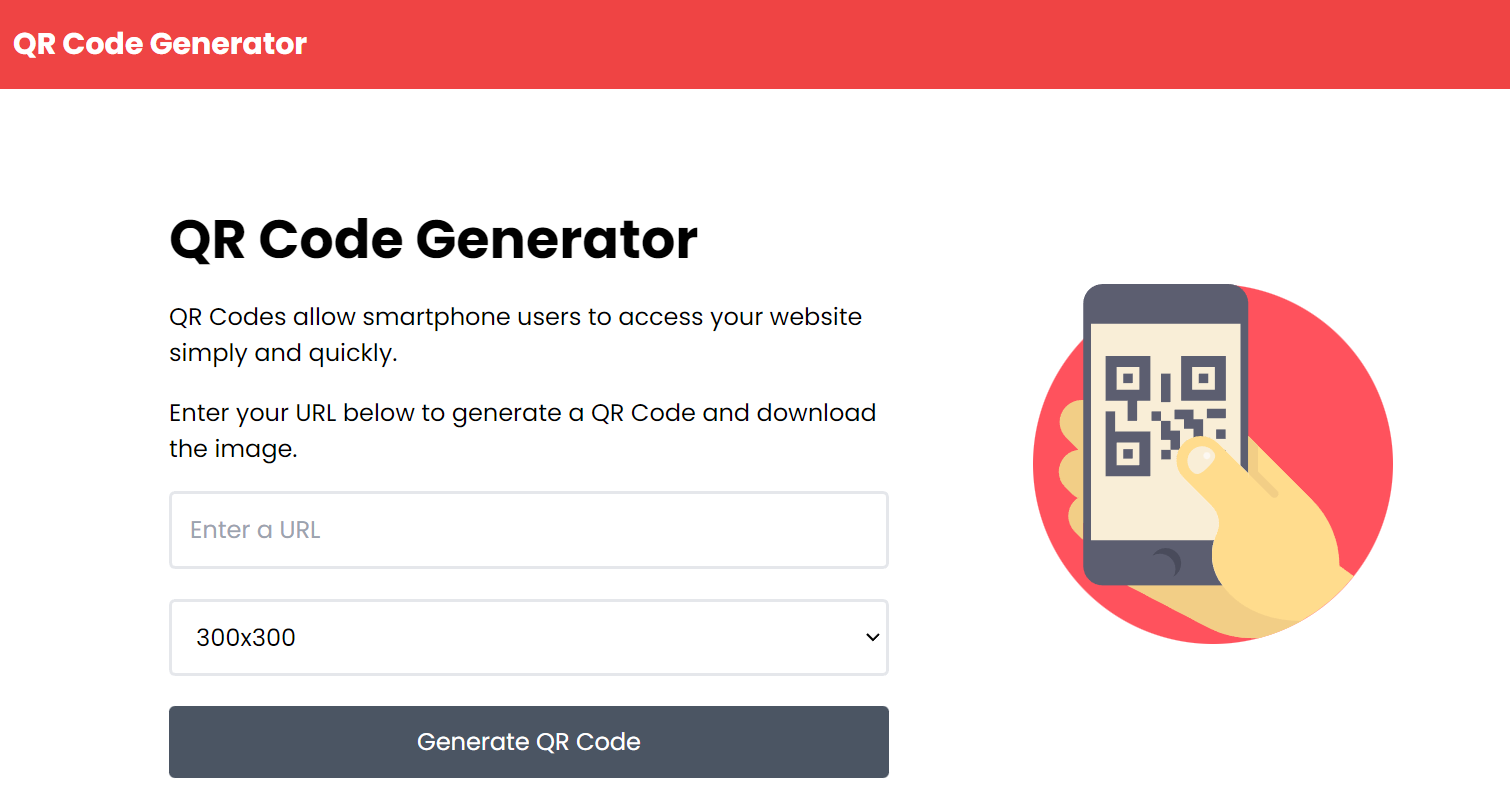 QR Code Generator
QR Code Generator
QR Codes allow smartphone users to access your website
simply and quickly.
Enter your URL below to generate a QR Code and download
the image.
Enter a URL
300x300
Generate QR Code